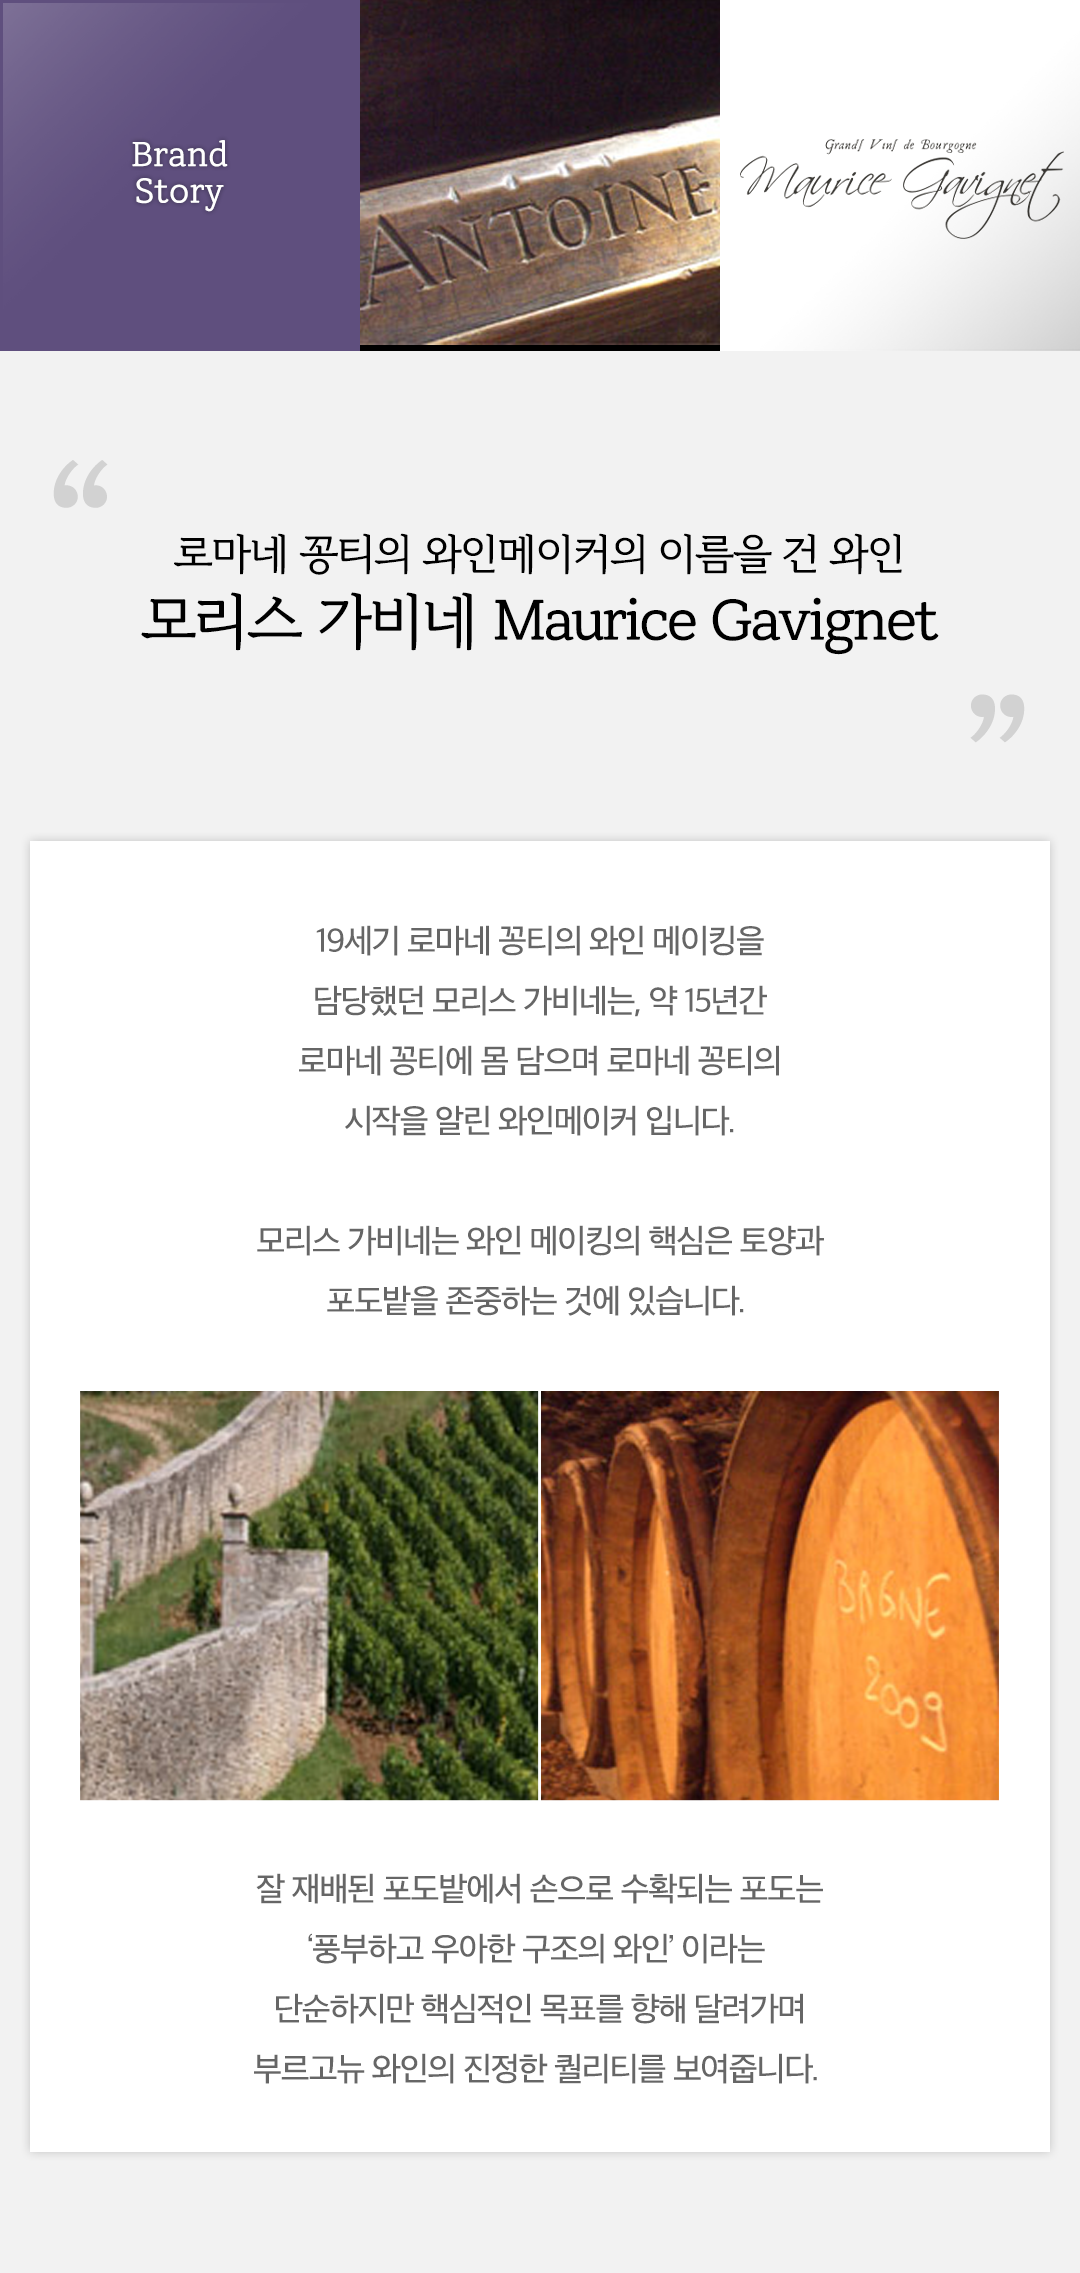 Brand
Story
ANTOINE
Grands Vins de Bourgogne
Maurice Gavignet
“
로마네 꽁티의 와인메이커의 이름을 건 와인
모리스 가비네 Maurice Gavignet
”
19세기 로마네 꽁티의 와인 메이킹을
담당했던 모리스 가비네는, 약 15년간
로마네 꽁티에 몸 담으며 로마네 꽁티의
시작을 알린 와인메이커 입니다.
모리스 가비네는 와인 메이킹의 핵심은 토양과
포도밭을 존중하는 것에 있습니다.
BRGNE
2009
잘 재배된 포도밭에서 손으로 수확되는 포도는
‘풍부하고 우아한 구조의 와인’ 이라는
단순하지만 핵심적인 목표를 향해 달려가며
부르고뉴 와인의 진정한 퀄리티를 보여줍니다.